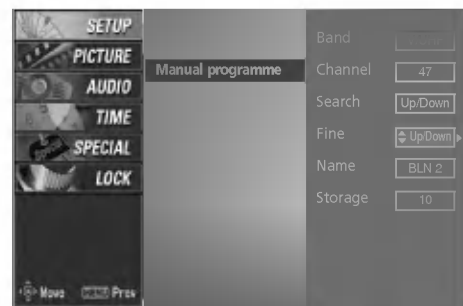 SETUP
PICTURE
AUDIO
TIME
SPECIAL
LOCK
Move MENU Prev
Manual programme
Band
Channel 47
Search Up/Down
Fine Up/Down
Name BLN 2
Storage 10